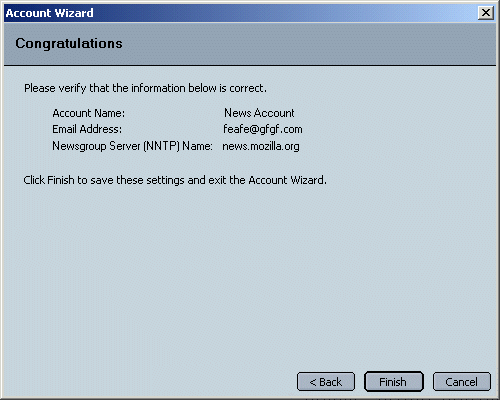 Account Wizard
Congratulations
Please verify that the information below is correct.
Account Name: News Account
Email Address: feafe@gfgf.com
Newsgroup Server (NNTP) Name: news.mozilla.org
Click Finish to save these settings and exit the Account Wizard.
< Back Finish Cancel